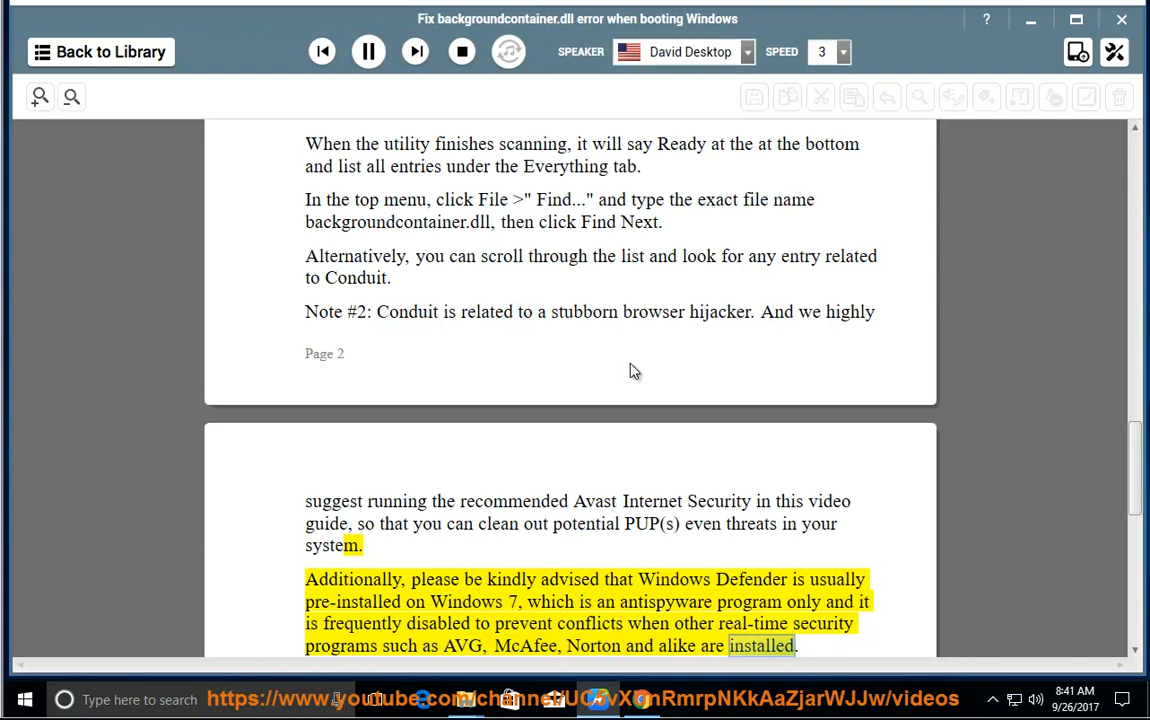 Fix backgroundcontainer.dll error when booting Windows
?
Back to Library
SPEAKER
David Desktop
SPEED
3
When the utility finishes scanning, it will say Ready at the at the bottom
and list all entries under the Everything tab.
In the top menu, click File >" Find..." and type the exact file name
backgroundcontainer.dll, then click Find Next.
Alternatively, you can scroll through the list and look for any entry related
to Conduit.
Note #2: Conduit is related to a stubborn browser hijacker. And we highly
Page 2
suggest running the recommended Avast Internet Security in this video
guide, so that you can clean out potential PUP(s) even threats in your
system.
Additionally, please be kindly advised that Windows Defender is usually
pre-installed on Windows 7, which is an antispyware program only and it
is frequently disabled to prevent conflicts when other real-time security
programs such as AVG, McAfee, Norton and alike are installed.
Type here to search
8:41 AM
9/26/2017